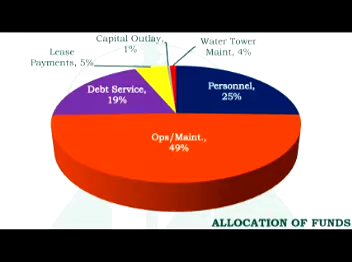 Capital Outlay,
1%
Water Tower
Maint, 4%
Lease
Payments, 5%
Personnel,
25%
Debt Service,
19%
Ops/Maint.,
49%
ALLOCATION OF FUNDS